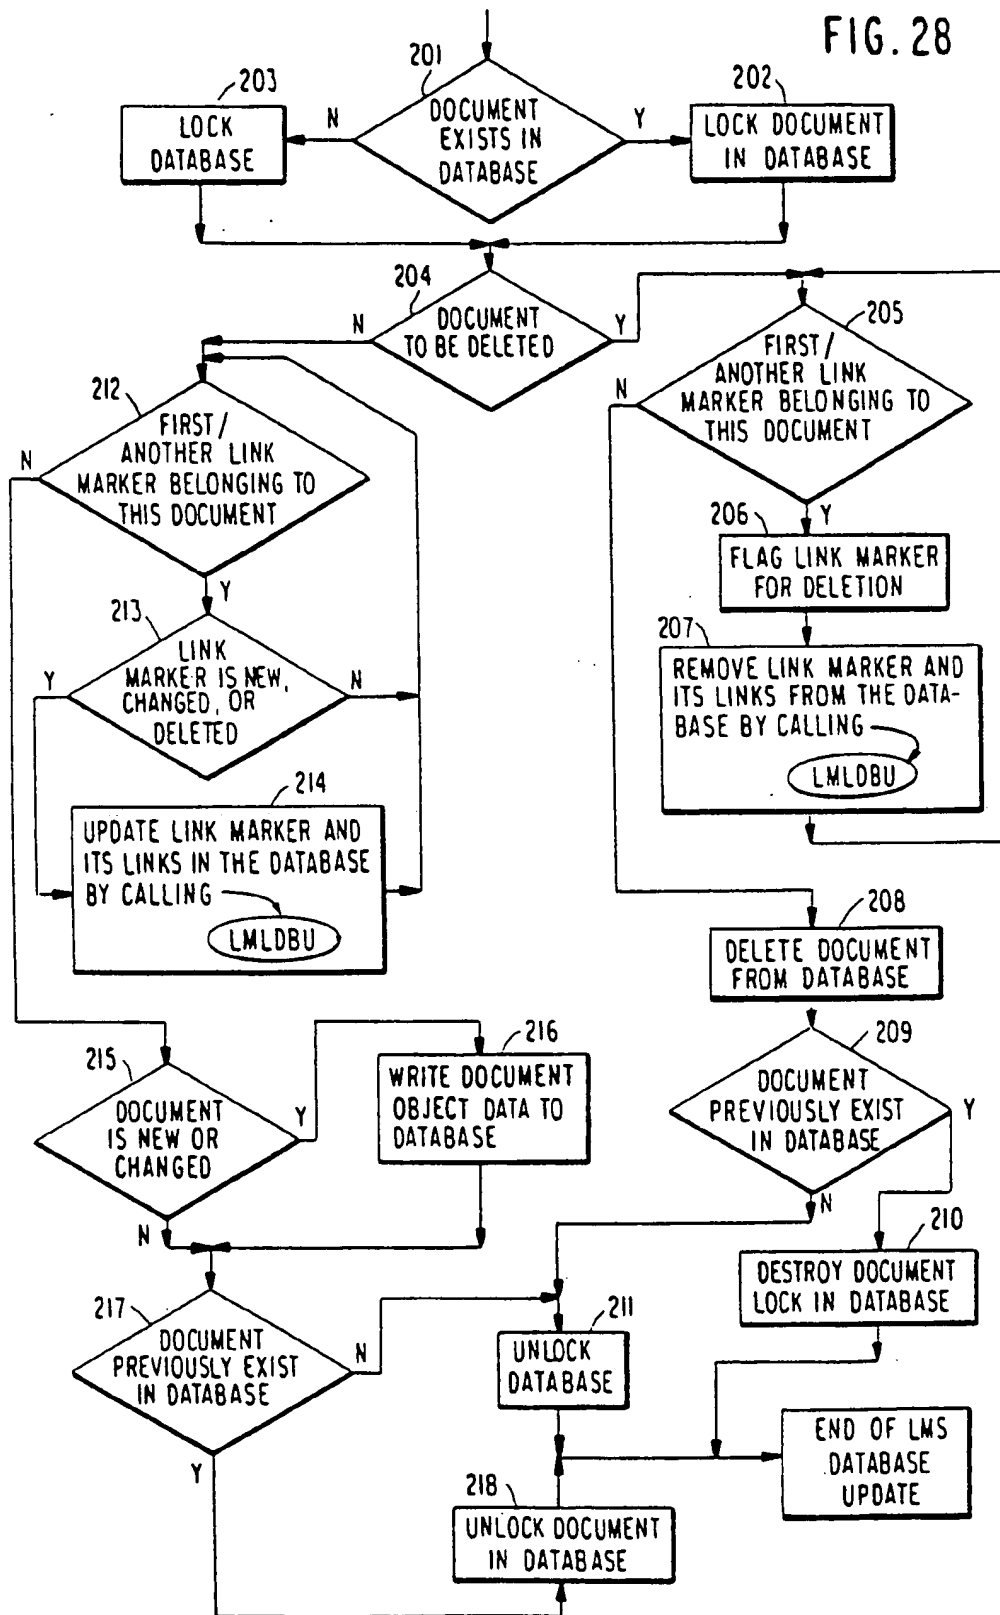 FIG. 28
201
203
202
DOCUMENT
EXISTS IN
DATABASE
N
Y
LOCK
DATABASE
LOCK DOCUMENT
IN DATABASE
204
DOCUMENT
TO BE DELETED
N
Y
205
FIRST/
ANOTHER LINK
MARKER BELONGING TO
THIS DOCUMENT
N
Y
212
FIRST/
ANOTHER LINK
MARKER BELONGING TO
THIS DOCUMENT
N
Y
206
FLAG LINK MARKER
FOR DELETION
213
LINK
MARKER IS NEW,
CHANGED, OR
DELETED
Y
N
207
REMOVE LINK MARKER AND
ITS LINKS FROM THE DATA-
BASE BY CALLING
LMLDBU
214
UPDATE LINK MARKER AND
ITS LINKS IN THE DATABASE
BY CALLING
LMLDBU
208
DELETE DOCUMENT
FROM DATABASE
209
DOCUMENT
PREVIOUSLY EXIST
IN DATABASE
Y
N
215
DOCUMENT
IS NEW OR
CHANGED
Y
N
216
WRITE DOCUMENT
OBJECT DATA TO
DATABASE
210
DESTROY DOCUMENT
LOCK IN DATABASE
217
DOCUMENT
PREVIOUSLY EXIST
IN DATABASE
N
Y
211
UNLOCK
DATABASE
END OF LMS
DATABASE
UPDATE
218
UNLOCK DOCUMENT
IN DATABASE